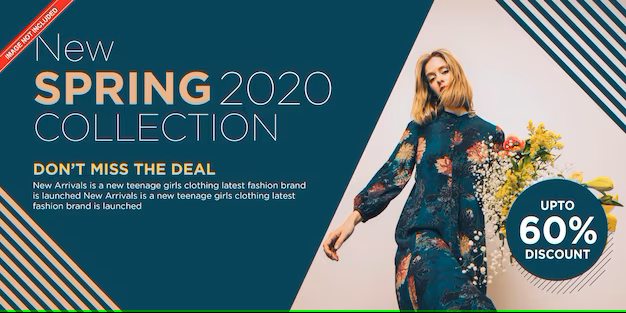 IMAGE NOT INCLUDED
New
SPRING 2020
COLLECTION
DON'T MISS THE DEAL
New Arrivals is a new teenage girls clothing latest fashion brand
is launched New Arrivals is a new teenage girls clothing latest
fashion brand is launched
UPTO
60%
DISCOUNT